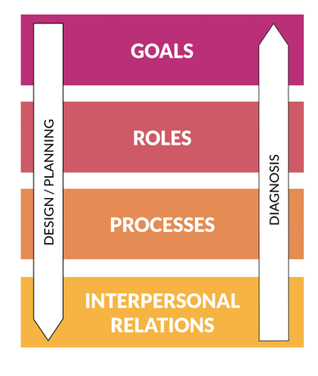 GOALS
ROLES
PROCESSES
INTERPERSONAL
RELATIONS
DESIGN / PLANNING
DIAGNOSIS